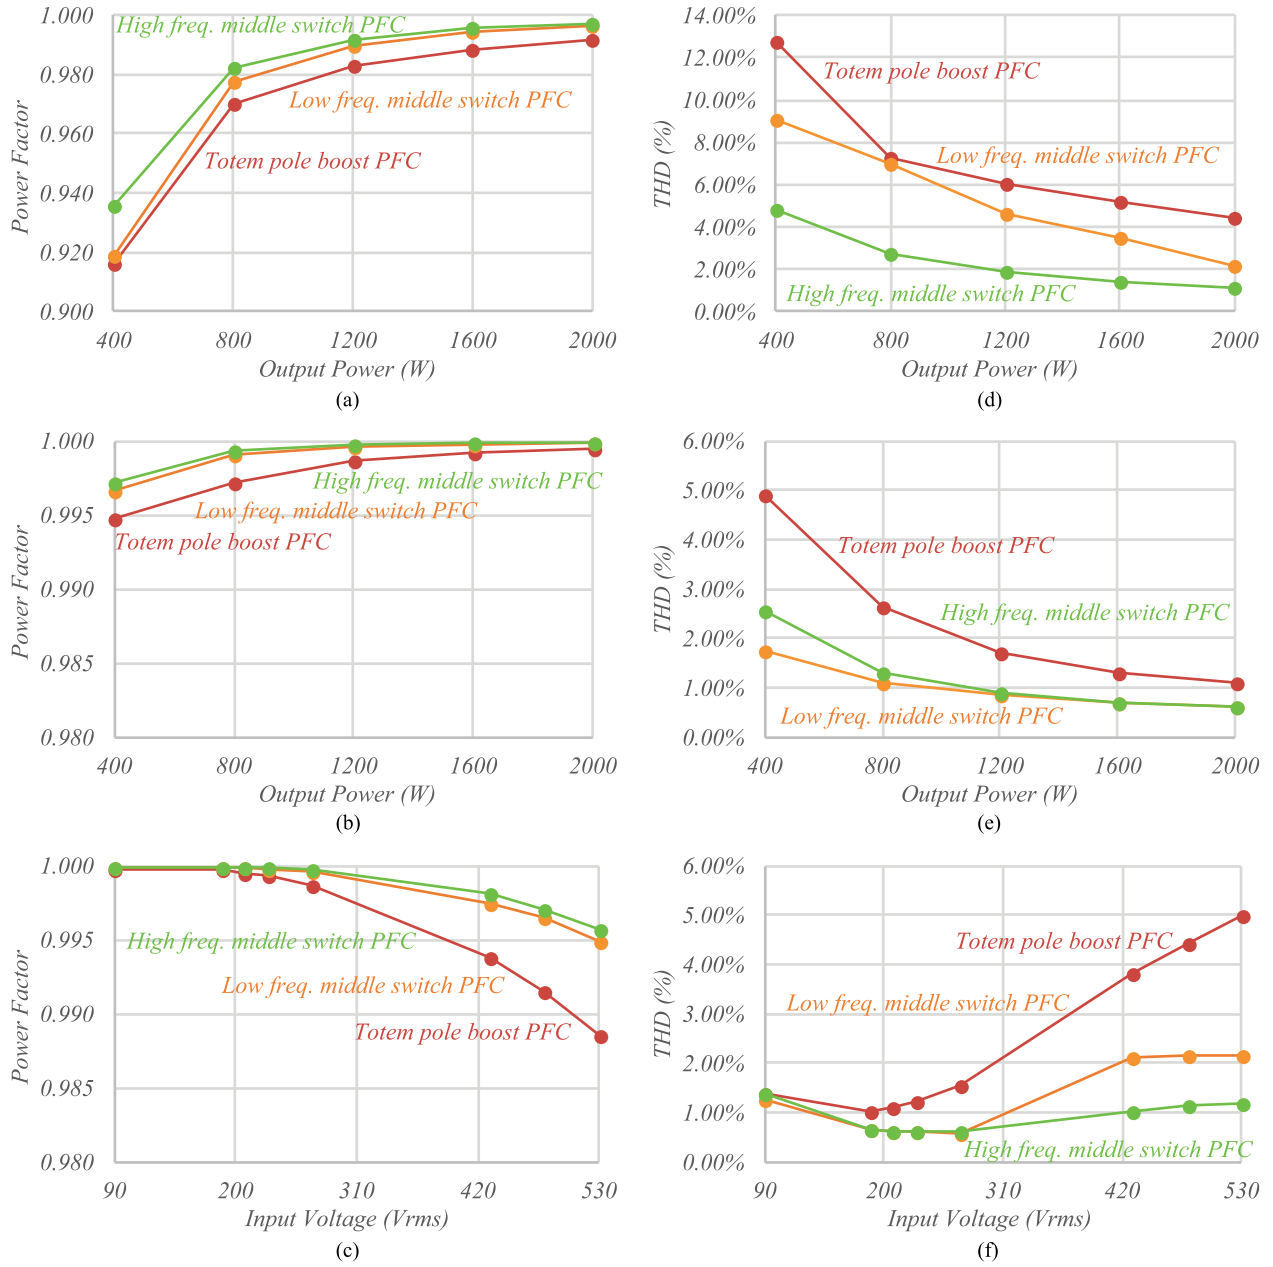 1.000
0.980
0.960
0.940
0.920
0.900
Power Factor
High freq. middle switch PFC
Low freq. middle switch PFC
Totem pole boost PFC
400 800 1200 1600 2000
Output Power (W)
(a)
14.00%
12.00%
10.00%
8.00%
6.00%
4.00%
2.00%
0.00%
THD (%)
Totem pole boost PFC
Low freq. middle switch PFC
High freq. middle switch PFC
400 800 1200 1600 2000
Output Power (W)
(d)
1.000
0.995
0.990
0.985
0.980
Power Factor
High freq. middle switch PFC
Low freq. middle switch PFC
Totem pole boost PFC
400 800 1200 1600 2000
Output Power (W)
(b)
6.00%
5.00%
4.00%
3.00%
2.00%
1.00%
0.00%
THD (%)
Totem pole boost PFC
High freq. middle switch PFC
Low freq. middle switch PFC
400 800 1200 1600 2000
Output Power (W)
(e)
1.000
0.995
0.990
0.985
0.980
Power Factor
High freq. middle switch PFC
Low freq. middle switch PFC
Totem pole boost PFC
90 200 310 420 530
Input Voltage (Vrms)
(c)
6.00%
5.00%
4.00%
3.00%
2.00%
1.00%
0.00%
THD (%)
Totem pole boost PFC
Low freq. middle switch PFC
High freq. middle switch PFC
90 200 310 420 530
Input Voltage (Vrms)
(f)